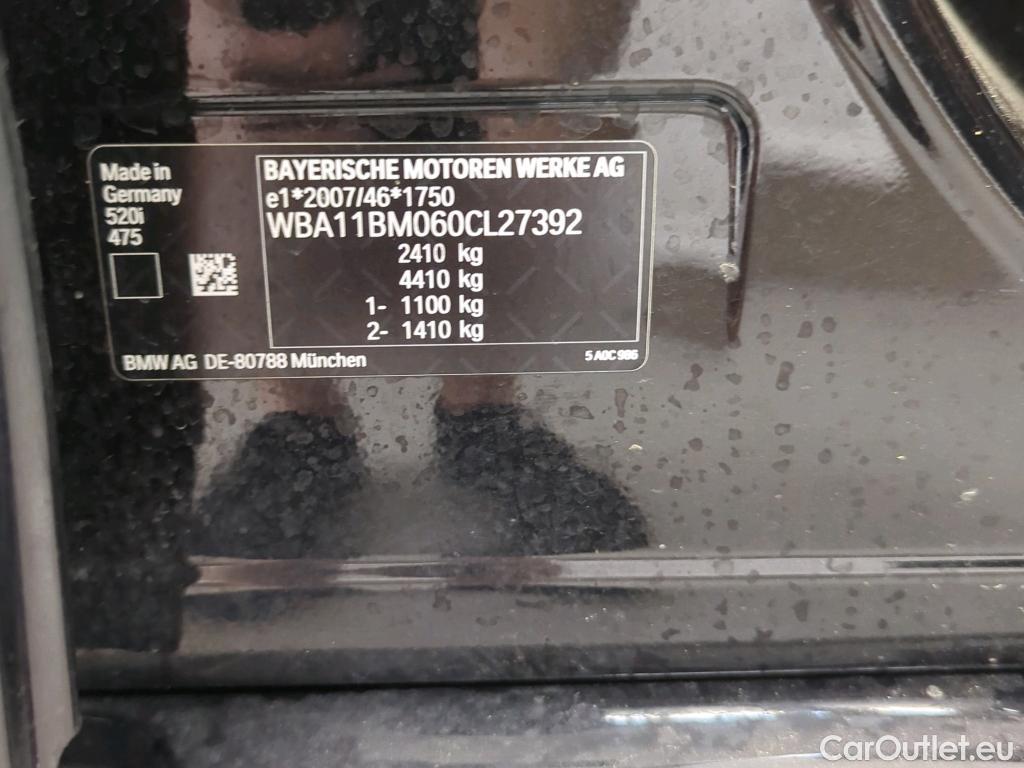 Made in
Germany
520i
475
BAYERISCHE MOTOREN WERKE AG
e1*2007/46*1750
WBA11BM060CL27392
2410 kg
4410 kg
1- 1100 kg
2- 1410 kg
BMW AG DE-80788 München
5 A0C 986
CarOutlet.eu